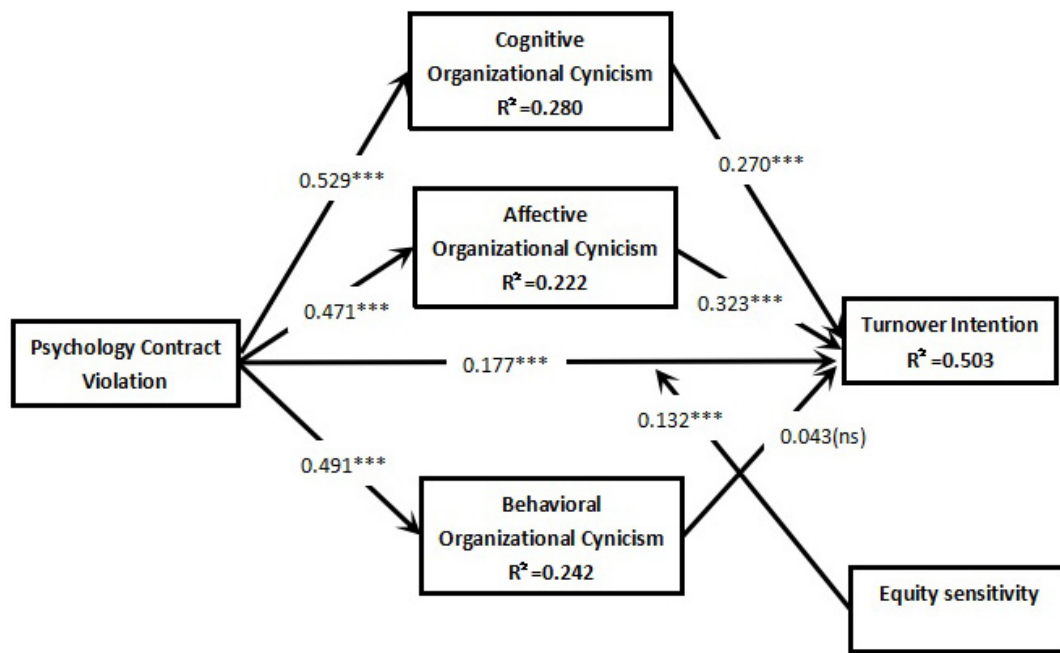 Cognitive
Organizational Cynicism
R² =0.280
0.529***
0.270***
Affective
Organizational Cynicism
R² =0.222
0.471***
0.323***
Psychology Contract
Violation
0.177***
Turnover Intention
R² =0.503
0.132***
0.043(ns)
0.491***
Behavioral
Organizational Cynicism
R² =0.242
Equity sensitivity